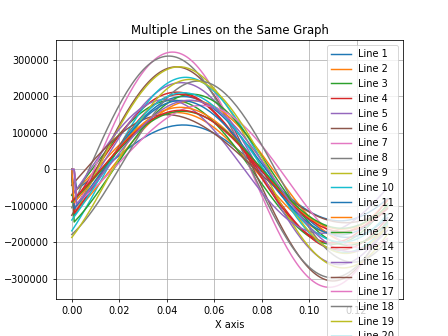 Multiple Lines on the Same Graph
300000
200000
100000
0
−100000
−200000
−300000
0.00
0.02
0.04
0.06
0.08
0.10
X axis
Line 1
Line 2
Line 3
Line 4
Line 5
Line 6
Line 7
Line 8
Line 9
Line 10
Line 11
Line 12
Line 13
Line 14
Line 15
Line 16
Line 17
Line 18
Line 19
Line 20